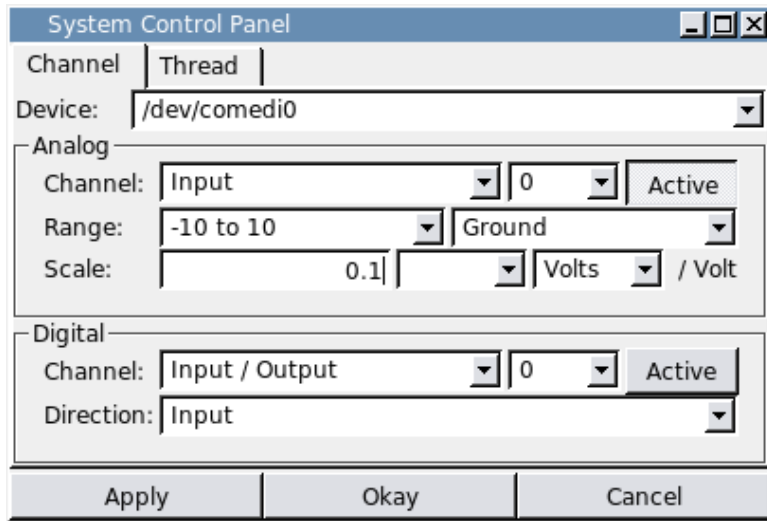 System Control Panel
Channel Thread
Device: /dev/comedi0
Analog
Channel: Input 0 Active
Range: -10 to 10 Ground
Scale: 0.1 Volts / Volt
Digital
Channel: Input / Output 0 Active
Direction: Input
Apply Okay Cancel